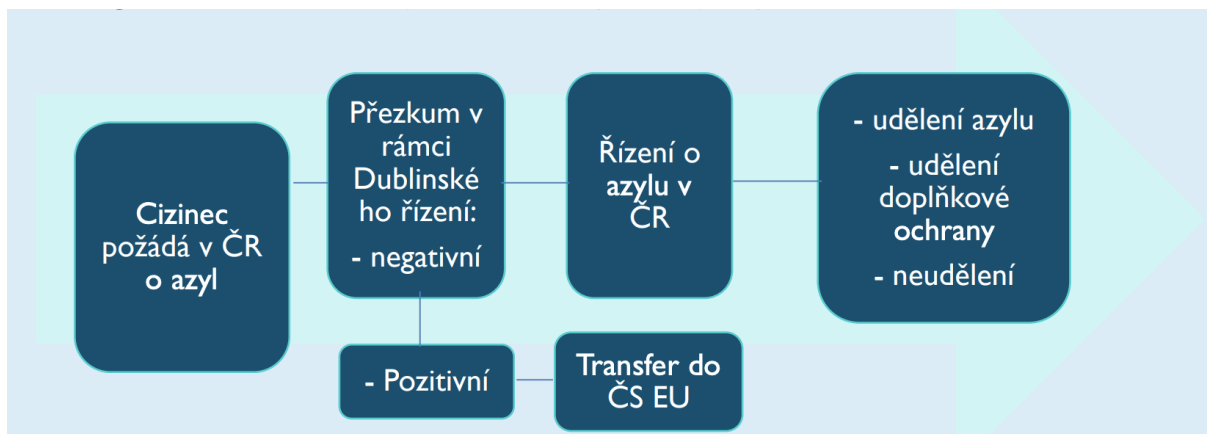 Cizinec
požádá v ČR
o azyl
Přezkum v
rámci
Dublinské
ho řízení:
- negativní
- Pozitivní
Transfer do
ČS EU
Řízení o
azylu v
ČR
- udělení azylu
- udělení
doplňkové
ochrany
- neudělení